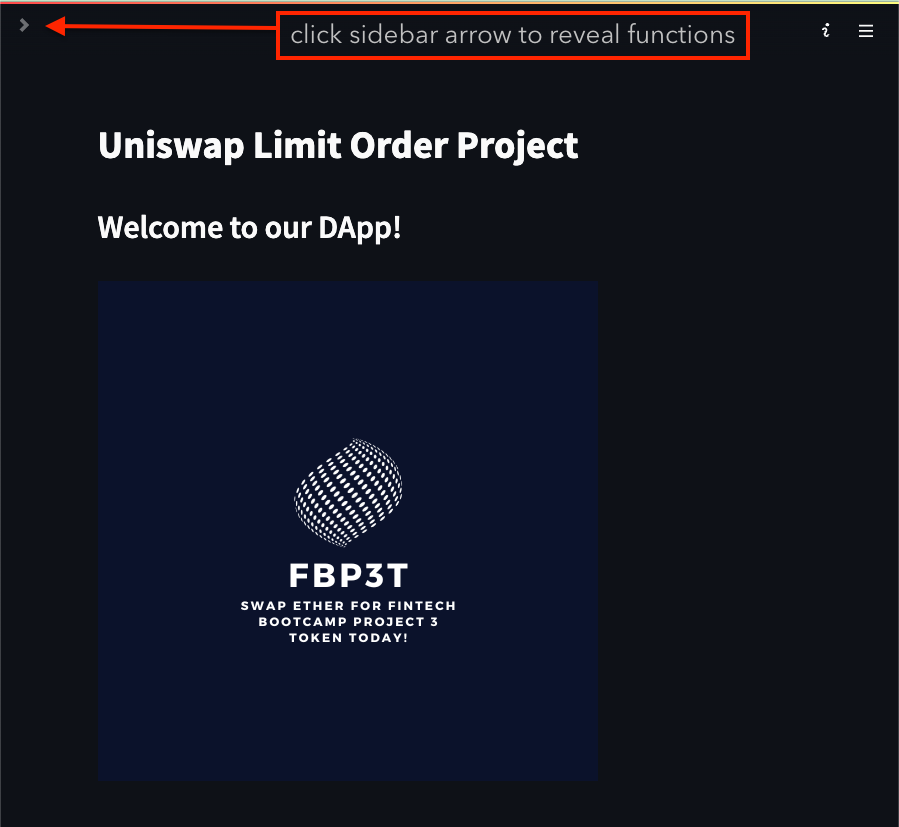 click sidebar arrow to reveal functions
Uniswap Limit Order Project
Welcome to our DApp!
FBP3T
SWAP ETHER FOR FINTECH
BOOTCAMP PROJECT 3
TOKEN TODAY!